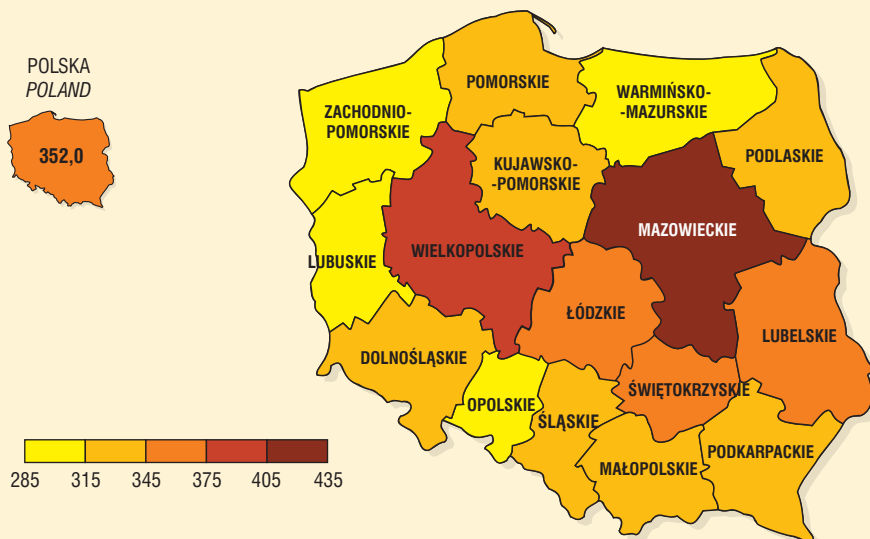 POLSKA
POLAND
352,0
POMORSKIE
WARMIŃSKO-
-MAZURSKIE
ZACHODNIO-
POMORSKIE
PODLASKIE
KUJAWSKO-
-POMORSKIE
MAZOWIECKIE
WIELKOPOLSKIE
LUBUSKIE
ŁÓDZKIE
LUBELSKIE
DOLNOŚLĄSKIE
ŚWIĘTOKRZYSKIE
OPOLSKIE
ŚLĄSKIE
PODKARPACKIE
MAŁOPOLSKIE
285 315 345 375 405 435